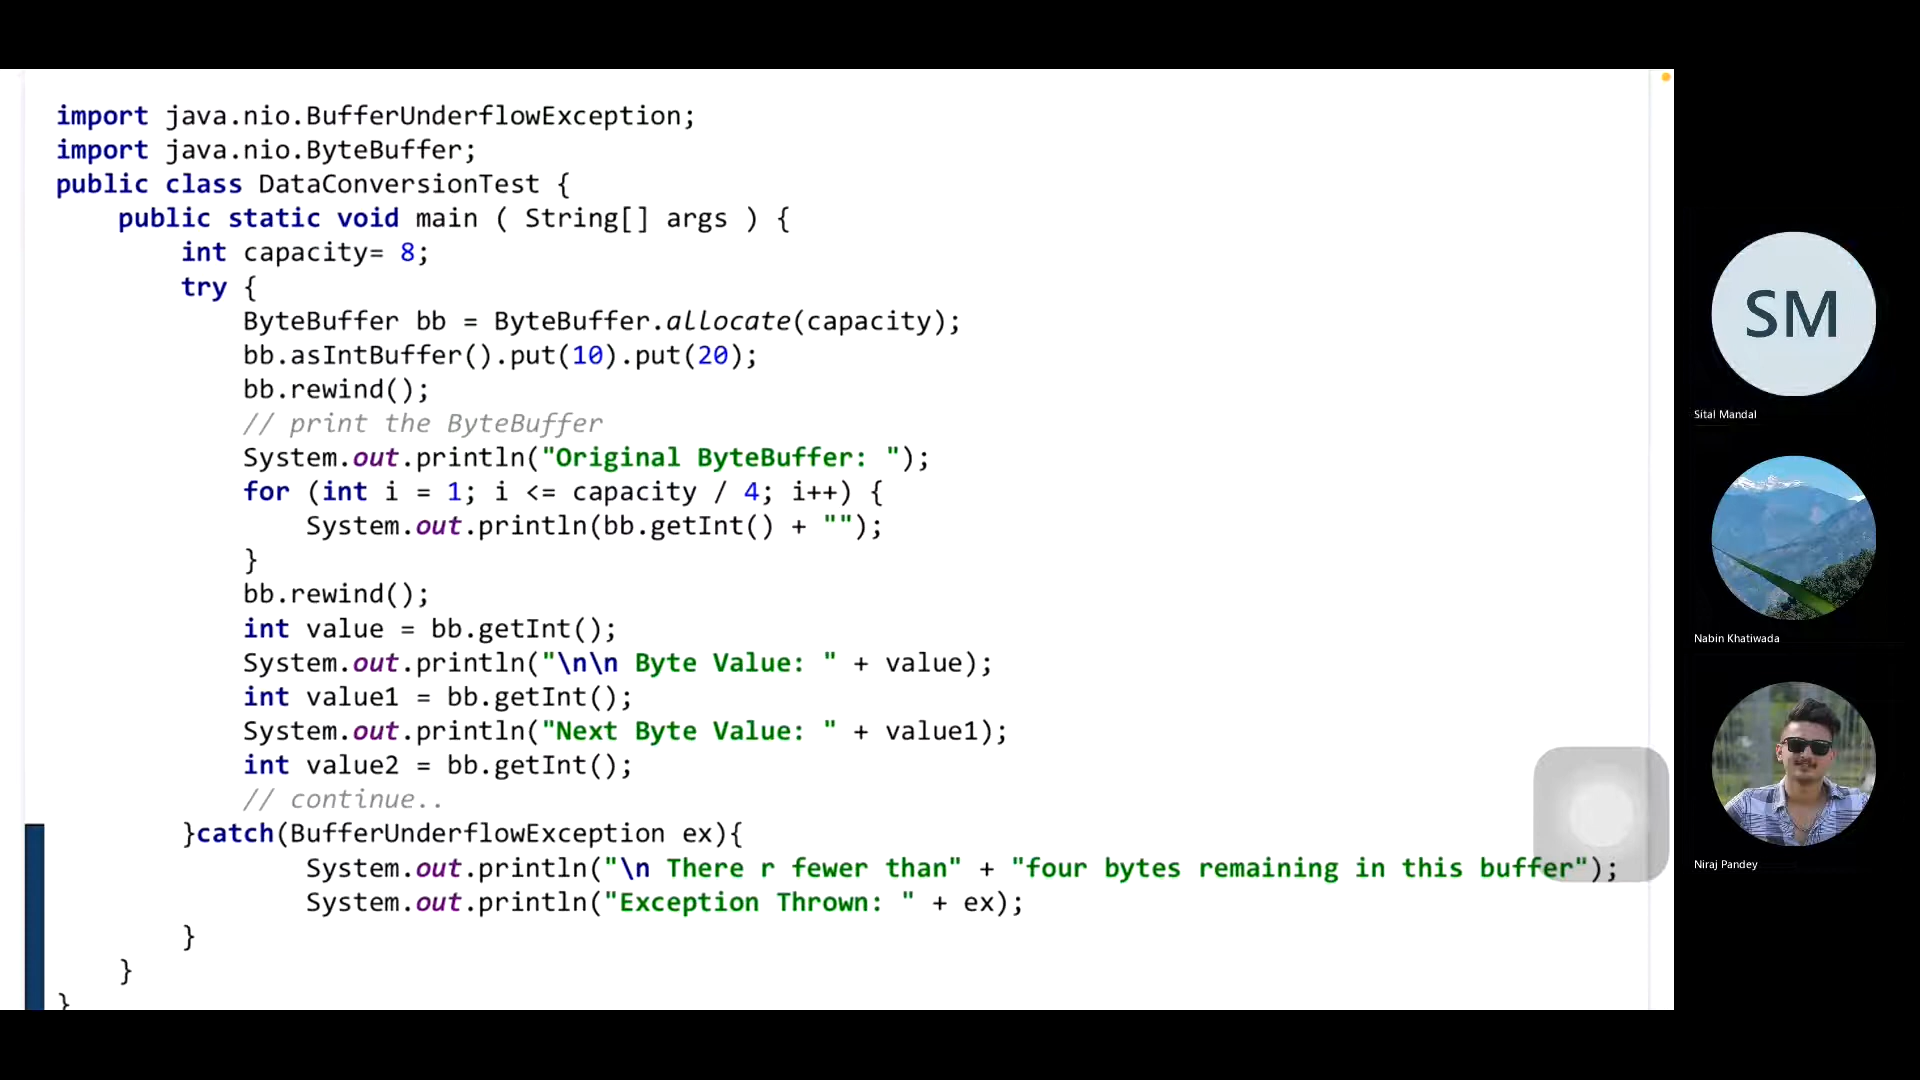 import java.nio.BufferUnderflowException;
import java.nio.ByteBuffer;
public class DataConversionTest {
    public static void main ( String[] args ) {
        int capacity= 8;
        try {
            ByteBuffer bb = ByteBuffer.allocate(capacity);
            bb.asIntBuffer().put(10).put(20);
            bb.rewind();
            // print the ByteBuffer
            System.out.println("Original ByteBuffer: ");
            for (int i = 1; i <= capacity / 4; i++) {
                System.out.println(bb.getInt() + "");
            }
            bb.rewind();
            int value = bb.getInt();
            System.out.println("\n\n Byte Value: " + value);
            int value1 = bb.getInt();
            System.out.println("Next Byte Value: " + value1);
            int value2 = bb.getInt();
            // continue..
        }catch(BufferUnderflowException ex){
                System.out.println("\n There r fewer than" + "four bytes remaining in this buffer");
                System.out.println("Exception Thrown: " + ex);
        }
    }
}
SM
Sital Mandal
Nabin Khatiwada
Niraj Pandey